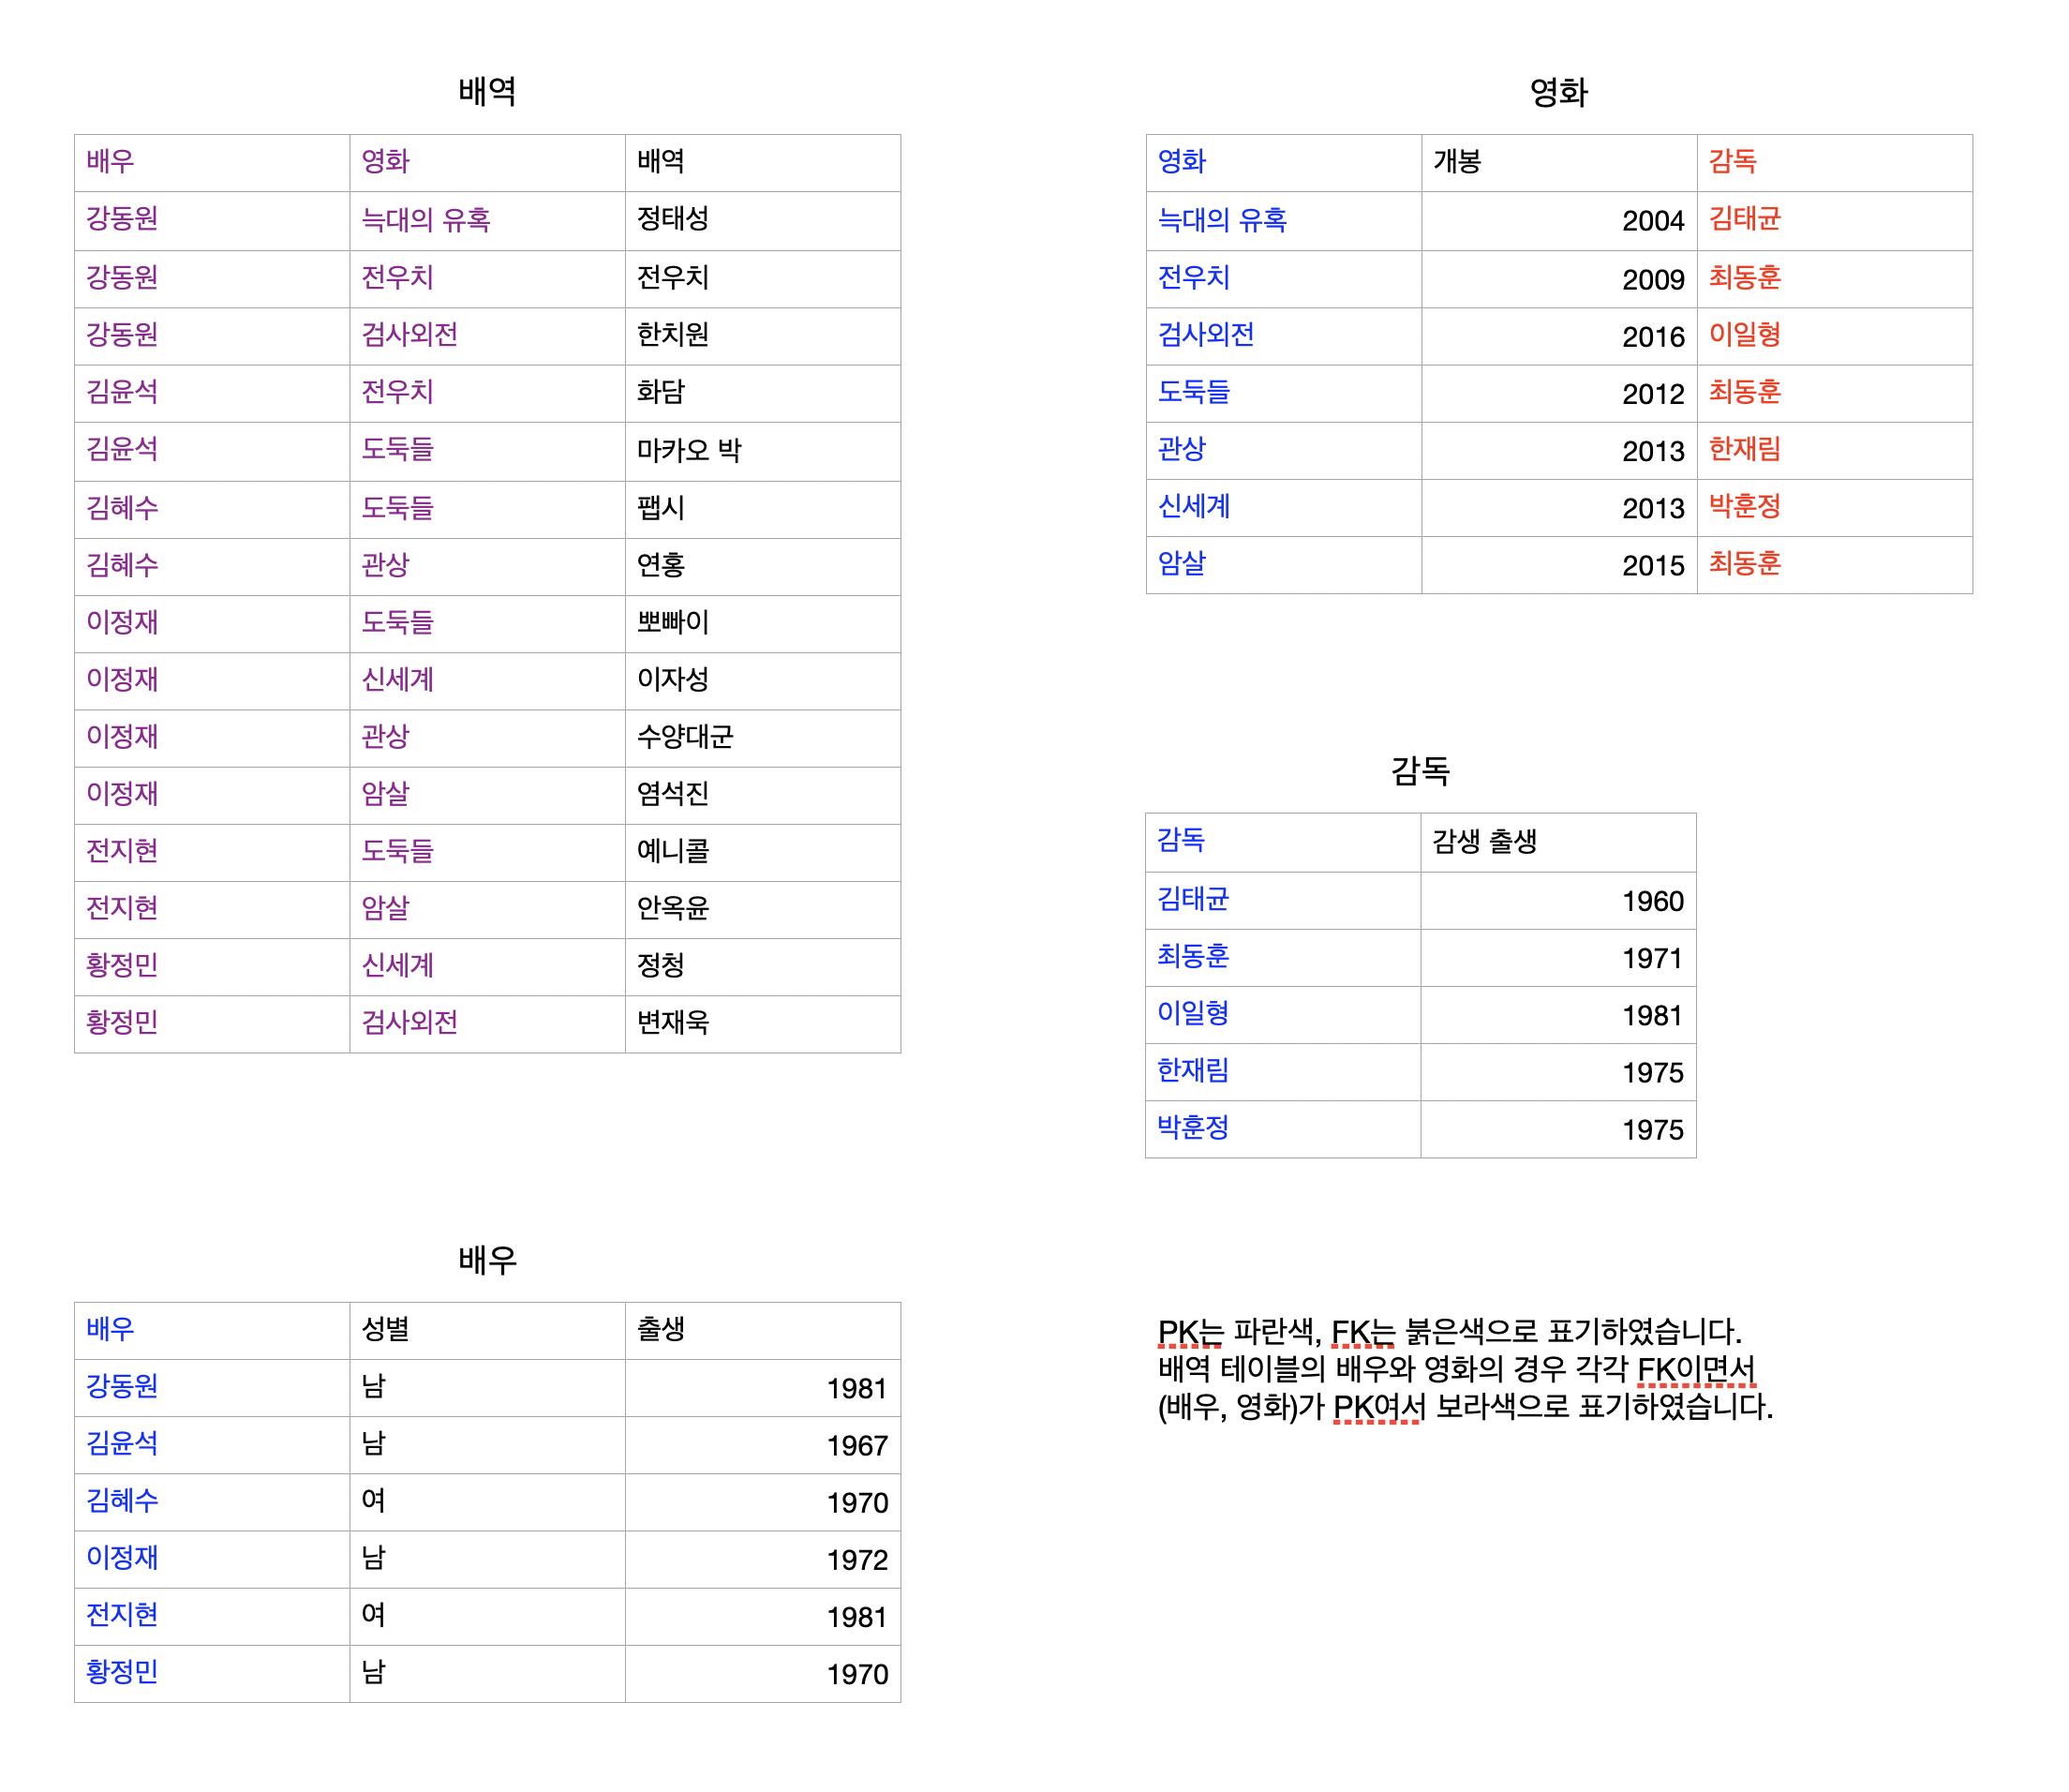 배역
배우 영화 배역
강동원 늑대의 유혹 정태성
강동원 전우치 전우치
강동원 검사외전 한치원
김윤석 전우치 화담
김윤석 도둑들 마카오 박
김혜수 도둑들 팹시
김혜수 관상 연홍
이정재 도둑들 뽀빠이
이정재 신세계 이자성
이정재 관상 수양대군
이정재 암살 염석진
전지현 도둑들 예니콜
전지현 암살 안옥윤
황정민 신세계 정청
황정민 검사외전 변재욱
영화
영화 개봉 감독
늑대의 유혹 2004 김태균
전우치 2009 최동훈
검사외전 2016 이일형
도둑들 2012 최동훈
관상 2013 한재림
신세계 2013 박훈정
암살 2015 최동훈
감독
감독 감생 출생
김태균 1960
최동훈 1971
이일형 1981
한재림 1975
박훈정 1975
배우
배우 성별 출생
강동원 남 1981
김윤석 남 1967
김혜수 여 1970
이정재 남 1972
전지현 여 1981
황정민 남 1970
PK는 파란색, FK는 붉은색으로 표기하였습니다.
배역 테이블의 배우와 영화의 경우 각각 FK이면서
(배우, 영화)가 PK여서 보라색으로 표기하였습니다.